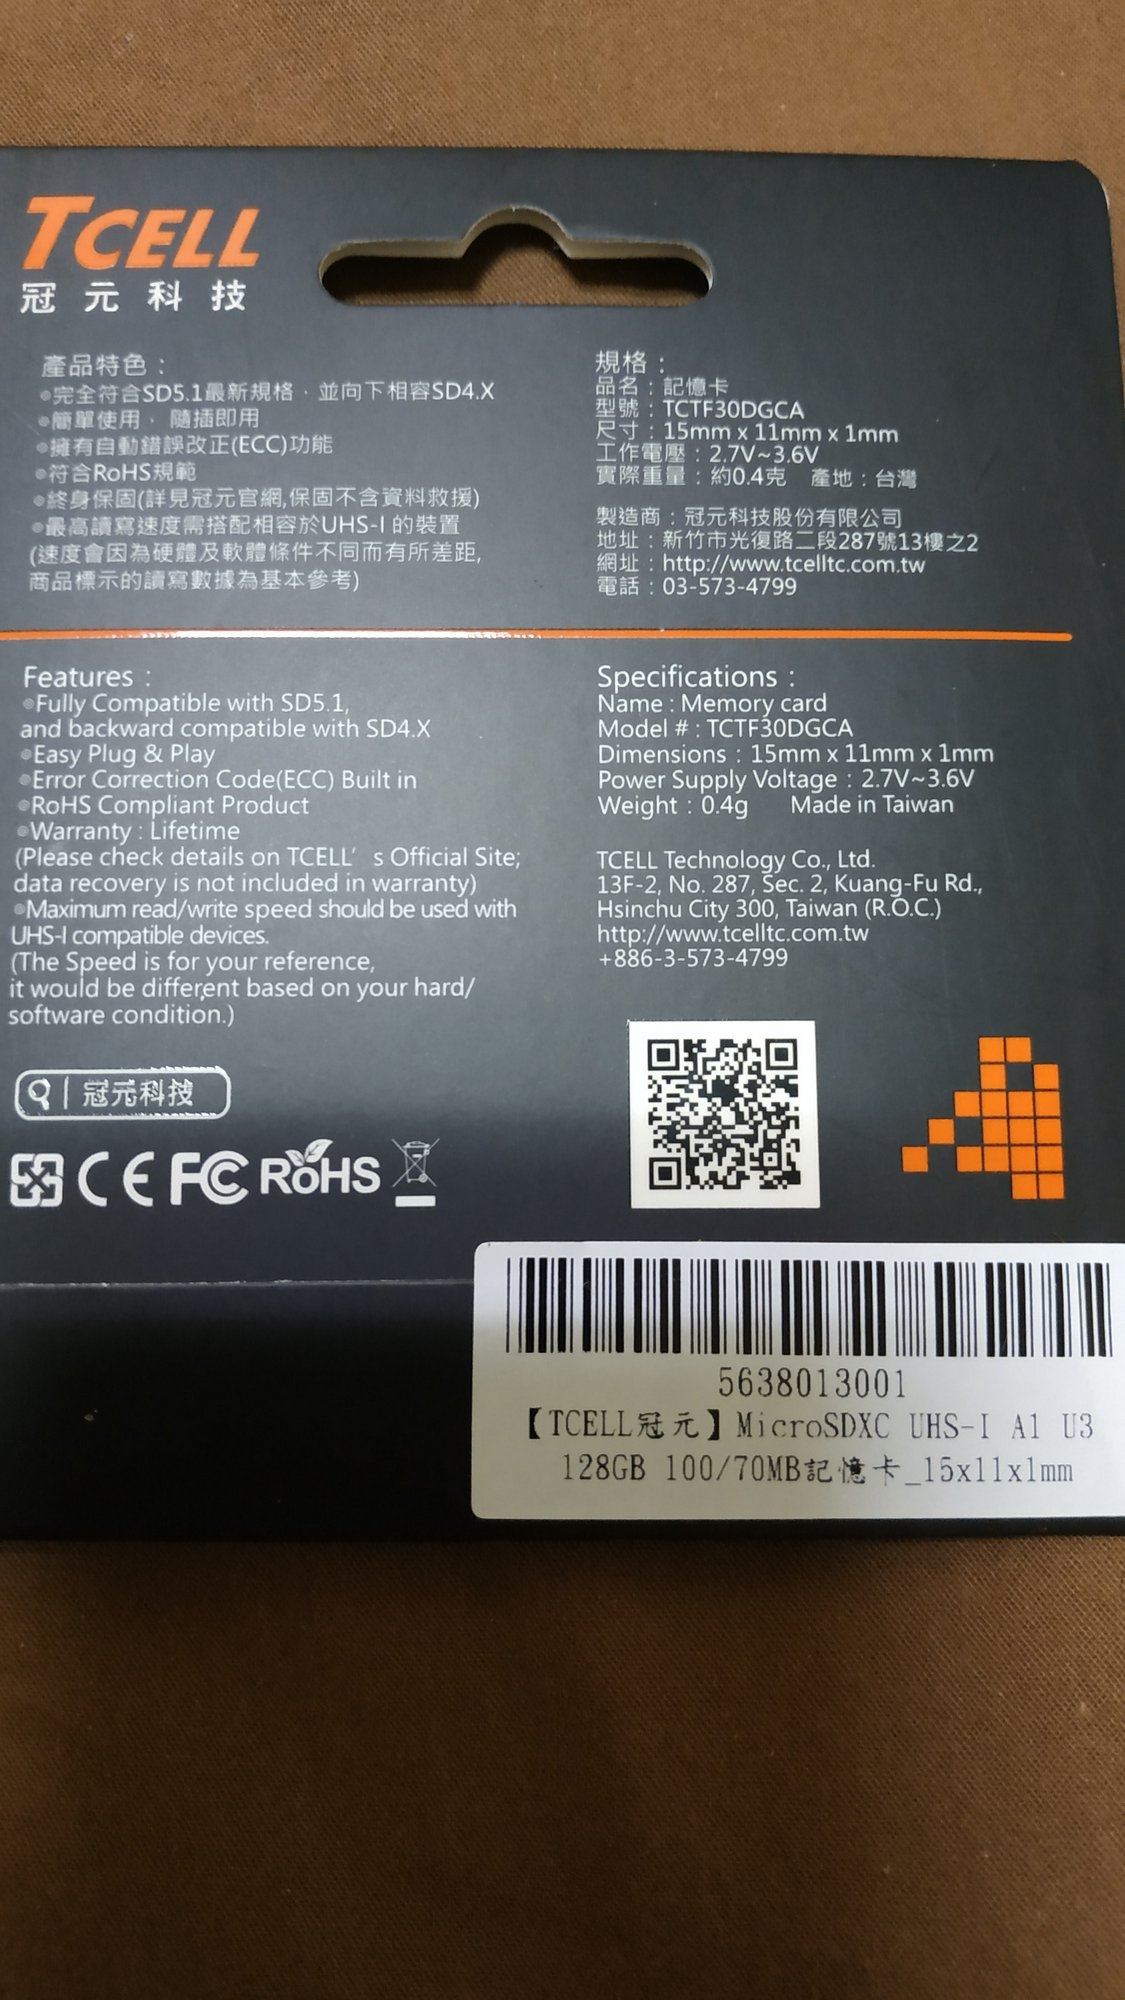 TCELL
冠元科技
產品特色：
●完全符合SD5.1最新規格，並向下相容SD4.X
●簡單使用， 隨插即用
●擁有自動錯誤改正(ECC)功能
●符合RoHS規範
●終身保固(詳見冠元官網,保固不含資料救援)
●最高讀寫速度需搭配相容於UHS-I 的裝置
(速度會因為硬體及軟體條件不同而有所差距,
商品標示的讀寫數據為基本參考)
規格：
品名：記憶卡
型號：TCTF30DGCA
尺寸：15mm x 11mm x 1mm
工作電壓：2.7V~3.6V
實際重量：約0.4克 產地：台灣
製造商：冠元科技股份有限公司
地址：新竹市光復路二段287號13樓之2
網址：http://www.tcelltc.com.tw
電話：03-573-4799
Features：
●Fully Compatible with SD5.1,
and backward compatible with SD4.X
●Easy Plug & Play
●Error Correction Code(ECC) Built in
●RoHS Compliant Product
●Warranty : Lifetime
(Please check details on TCELL' s Official Site;
data recovery is not included in warranty)
●Maximum read/write speed should be used with
UHS-I compatible devices.
(The Speed is for your reference,
it would be different based on your hard/
software condition.)
Specifications：
Name : Memory card
Model # : TCTF30DGCA
Dimensions：15mm x 11mm x 1mm
Power Supply Voltage：2.7V~3.6V
Weight：0.4g Made in Taiwan
TCELL Technology Co., Ltd.
13F-2, No. 287, Sec. 2, Kuang-Fu Rd.,
Hsinchu City 300, Taiwan (R.O.C.)
http://www.tcelltc.com.tw
+886-3-573-4799
冠元科技
CE FC RoHS
5638013001
【TCELL冠元】MicroSDXC UHS-I A1 U3
128GB 100/70MB記憶卡_15x11x1mm